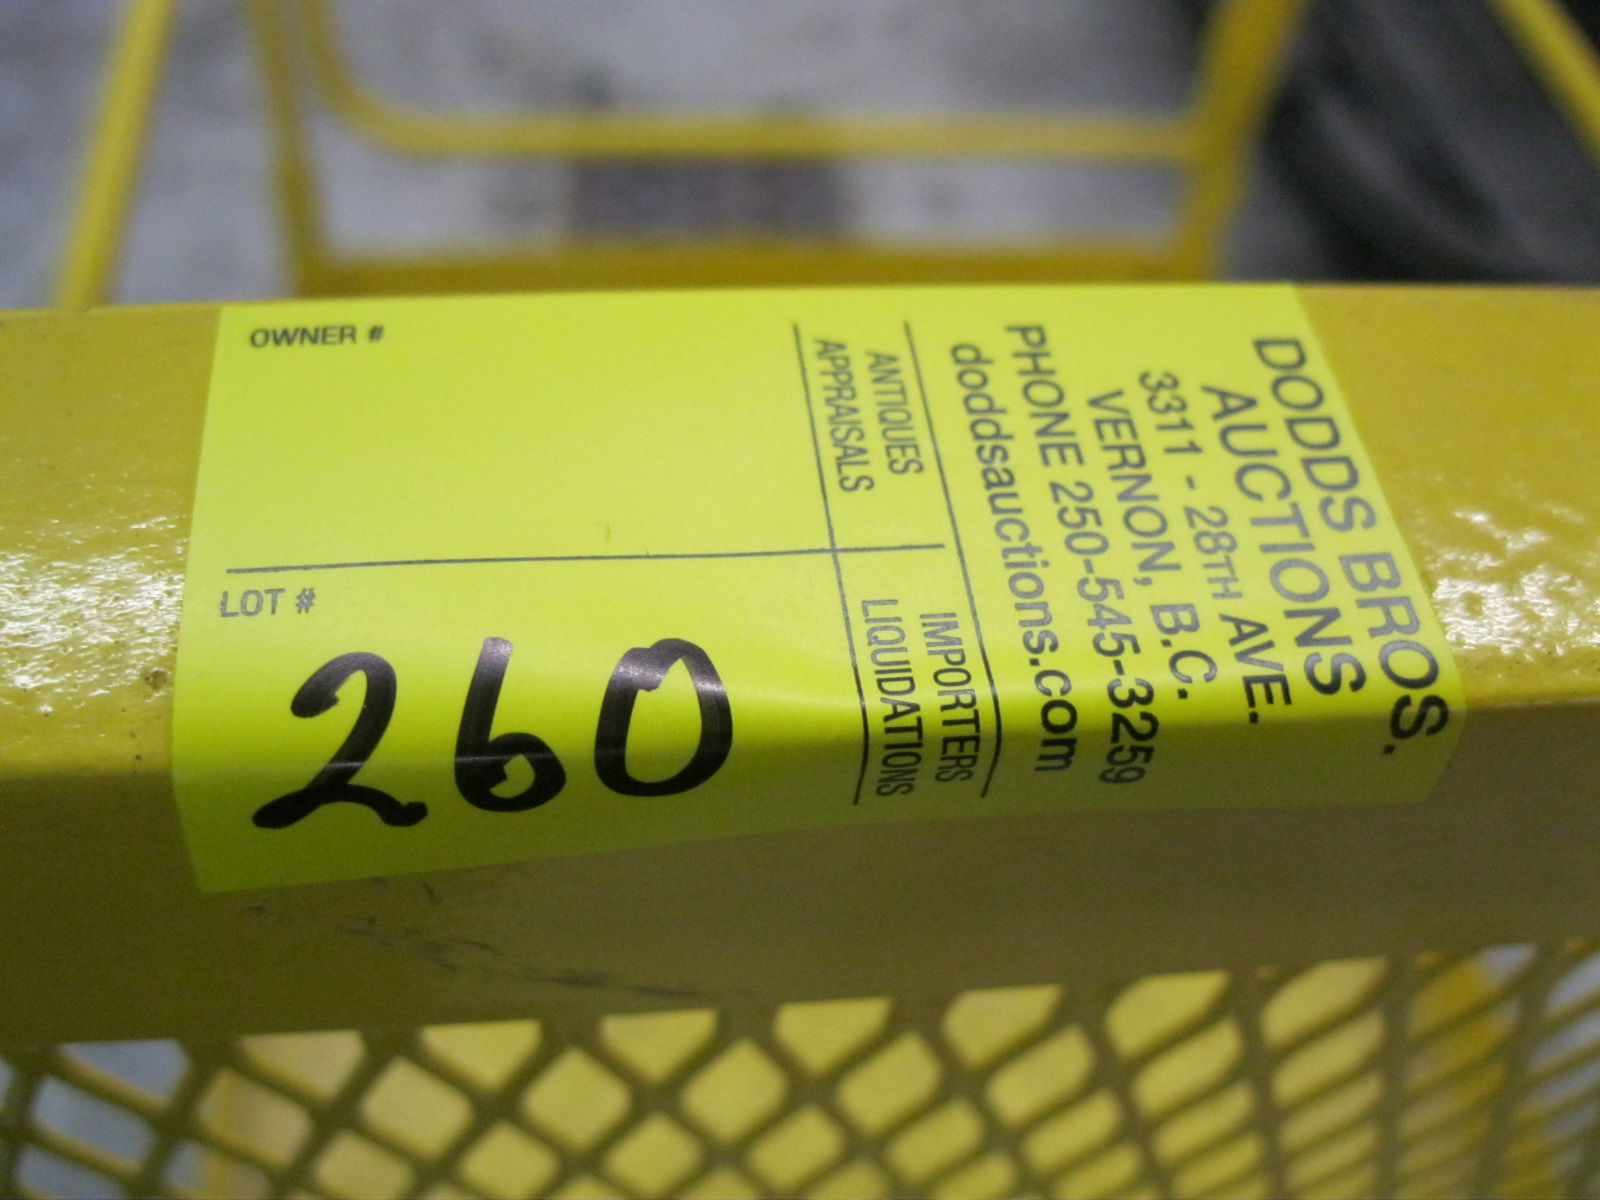 DODDS BROS.
AUCTIONS
3311 - 28TH AVE.
VERNON, B.C.
PHONE 250-545-3259
doddsauctions.com
ANTIQUES IMPORTERS
APPRAISALS LIQUIDATIONS
OWNER #
LOT #
260